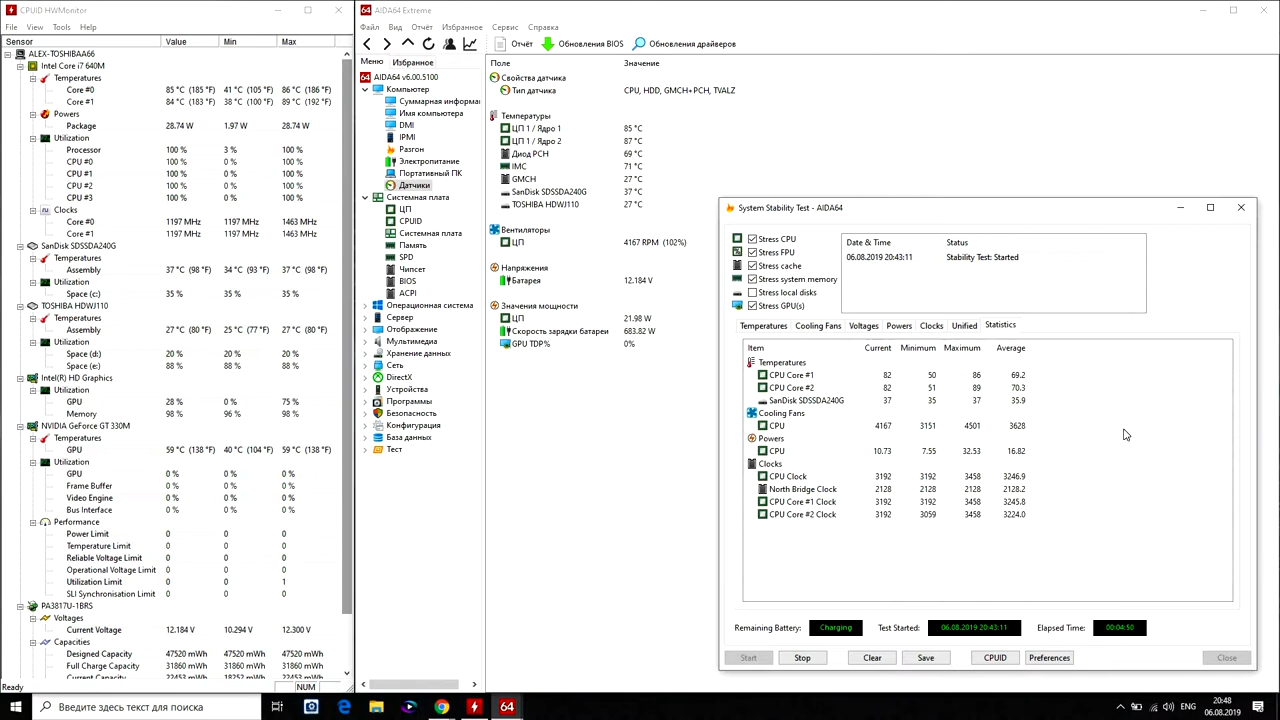 CPUID HWMonitor
File View Tools Help
Sensor Value Min Max
ALEX-TOSHIBAA66
Intel Core i7 640M
Temperatures
Core #0 85 °C (185 °F) 41 °C (105 °F) 86 °C (186 °F)
Core #1 84 °C (183 °F) 38 °C (100 °F) 89 °C (192 °F)
Powers
Package 28.74 W 1.97 W 28.74 W
Utilization
Processor 100 % 3 % 100 %
CPU #0 100 % 0 % 100 %
CPU #1 100 % 0 % 100 %
CPU #2 100 % 0 % 100 %
CPU #3 100 % 0 % 100 %
Clocks
Core #0 1197 MHz 1197 MHz 1463 MHz
Core #1 1197 MHz 1197 MHz 1463 MHz
SanDisk SDSSDA240G
Temperatures
Assembly 37 °C (98 °F) 34 °C (93 °F) 37 °C (98 °F)
Utilization
Space (c:) 35 % 35 % 35 %
TOSHIBA HDWJ110
Temperatures
Assembly 27 °C (80 °F) 25 °C (77 °F) 27 °C (80 °F)
Utilization
Space (d:) 20 % 20 % 20 %
Space (e:) 88 % 88 % 88 %
Intel(R) HD Graphics
Utilization
GPU 28 % 0 % 75 %
Memory 98 % 96 % 98 %
NVIDIA GeForce GT 330M
Temperatures
GPU 59 °C (138 °F) 40 °C (104 °F) 59 °C (138 °F)
Utilization
GPU 0 % 0 % 0 %
Frame Buffer 0 % 0 % 0 %
Video Engine 0 % 0 % 0 %
Bus Interface 0 % 0 % 0 %
Performance
Power Limit 0 0 0
Temperature Limit 0 0 0
Reliable Voltage Limit 0 0 0
Operational Voltage Limit 0 0 0
Utilization Limit 0 0 1
SLI Synchronisation Limit 0 0 0
PA3817U-1BRS
Voltages
Current Voltage 12.184 V 10.294 V 12.300 V
Capacities
Designed Capacity 47520 mWh 47520 mWh 47520 mWh
Full Charge Capacity 31860 mWh 31860 mWh 31860 mWh
Current Capacity 22453 mWh 18252 mWh 22453 mWh
Ready NUM
AIDA64 Extreme
Файл Вид Отчёт Избранное Сервис Справка
Отчёт Обновления BIOS Обновления драйверов
Меню Избранное
AIDA64 v6.00.5100
Компьютер
Суммарная информа
Имя компьютера
DMI
IPMI
Разгон
Электропитание
Портативный ПК
Датчики
Системная плата
ЦП
CPUID
Системная плата
Память
SPD
Чипсет
BIOS
ACPI
Операционная система
Сервер
Отображение
Мультимедиа
Хранение данных
Сеть
DirectX
Устройства
Программы
Безопасность
Конфигурация
База данных
Тест
Поле Значение
Свойства датчика
Тип датчика CPU, HDD, GMCH+PCH, TVALZ
Температуры
ЦП 1 / Ядро 1 85 °C
ЦП 1 / Ядро 2 87 °C
Диод PCH 69 °C
IMC 71 °C
GMCH 27 °C
SanDisk SDSSDA240G 37 °C
TOSHIBA HDWJ110 27 °C
Вентиляторы
ЦП 4167 RPM (102%)
Напряжения
Батарея 12.184 V
Значения мощности
ЦП 21.98 W
Скорость зарядки батареи 683.82 W
GPU TDP% 0%
System Stability Test - AIDA64
Stress CPU
Stress FPU
Stress cache
Stress system memory
Stress local disks
Stress GPU(s)
Date & Time Status
06.08.2019 20:43:11 Stability Test: Started
Temperatures Cooling Fans Voltages Powers Clocks Unified Statistics
Item Current Minimum Maximum Average
Temperatures
CPU Core #1 82 50 86 69.2
CPU Core #2 82 51 89 70.3
SanDisk SDSSDA240G 37 35 37 35.9
Cooling Fans
CPU 4167 3151 4501 3628
Powers
CPU 10.73 7.55 32.53 16.82
Clocks
CPU Clock 3192 3192 3458 3246.9
North Bridge Clock 2128 2128 2128 2128.2
CPU Core #1 Clock 3192 3192 3458 3245.8
CPU Core #2 Clock 3192 3059 3458 3224.0
Remaining Battery: Charging Test Started: 06.08.2019 20:43:11 Elapsed Time: 00:04:50
Start Stop Clear Save CPUID Preferences Close
Введите здесь текст для поиска
64
ENG
20:48
06.08.2019